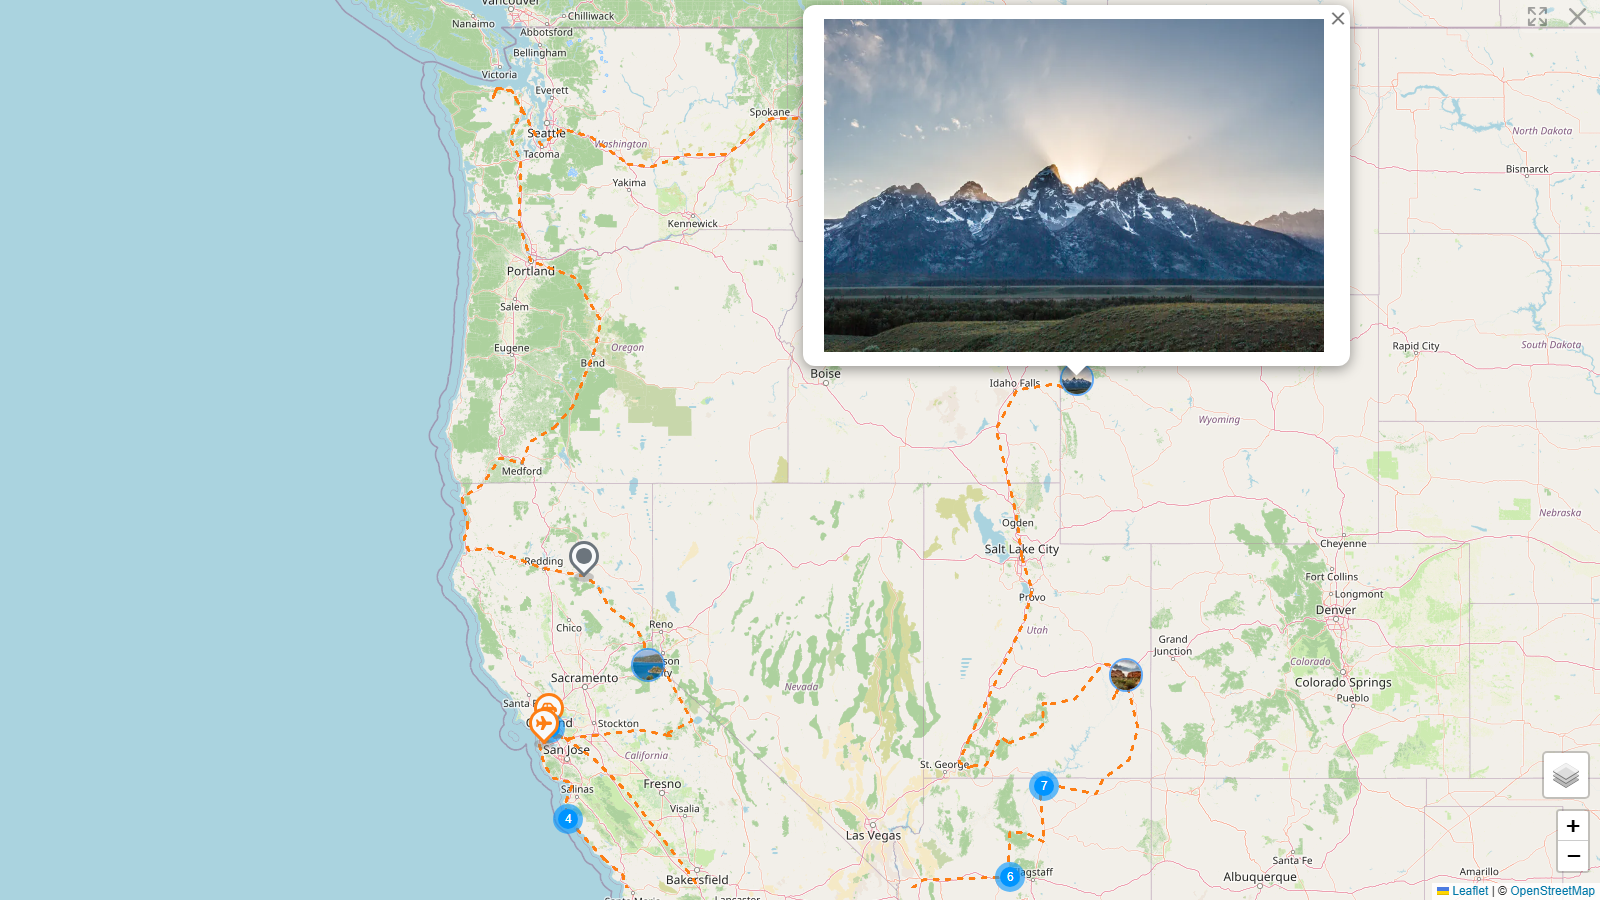 Vancouver
Chilliwack
Nanaimo
Abbotsford
Bellingham
Victoria
Everett
Spokane
Seattle
Washington
Tacoma
Yakima
Kennewick
North Dakota
Bismarck
Portland
Salem
Eugene
Oregon
Bend
Boise
Idaho Falls
Rapid City
South Dakota
Wyoming
Medford
Ogden
Salt Lake City
Nebraska
Cheyenne
Redding
Provo
Fort Collins
Longmont
Denver
Chico
Reno
Utah
Grand
Junction
Colorado
Sacramento
Nevada
Colorado Springs
Pueblo
Stockton
San Jose
California
St. George
Salinas
Fresno
Visalia
4
7
6
Las Vegas
Bakersfield
Santa Fe
Albuquerque
Amarillo
Lancaster
+
−
Leaflet | © OpenStreetMap